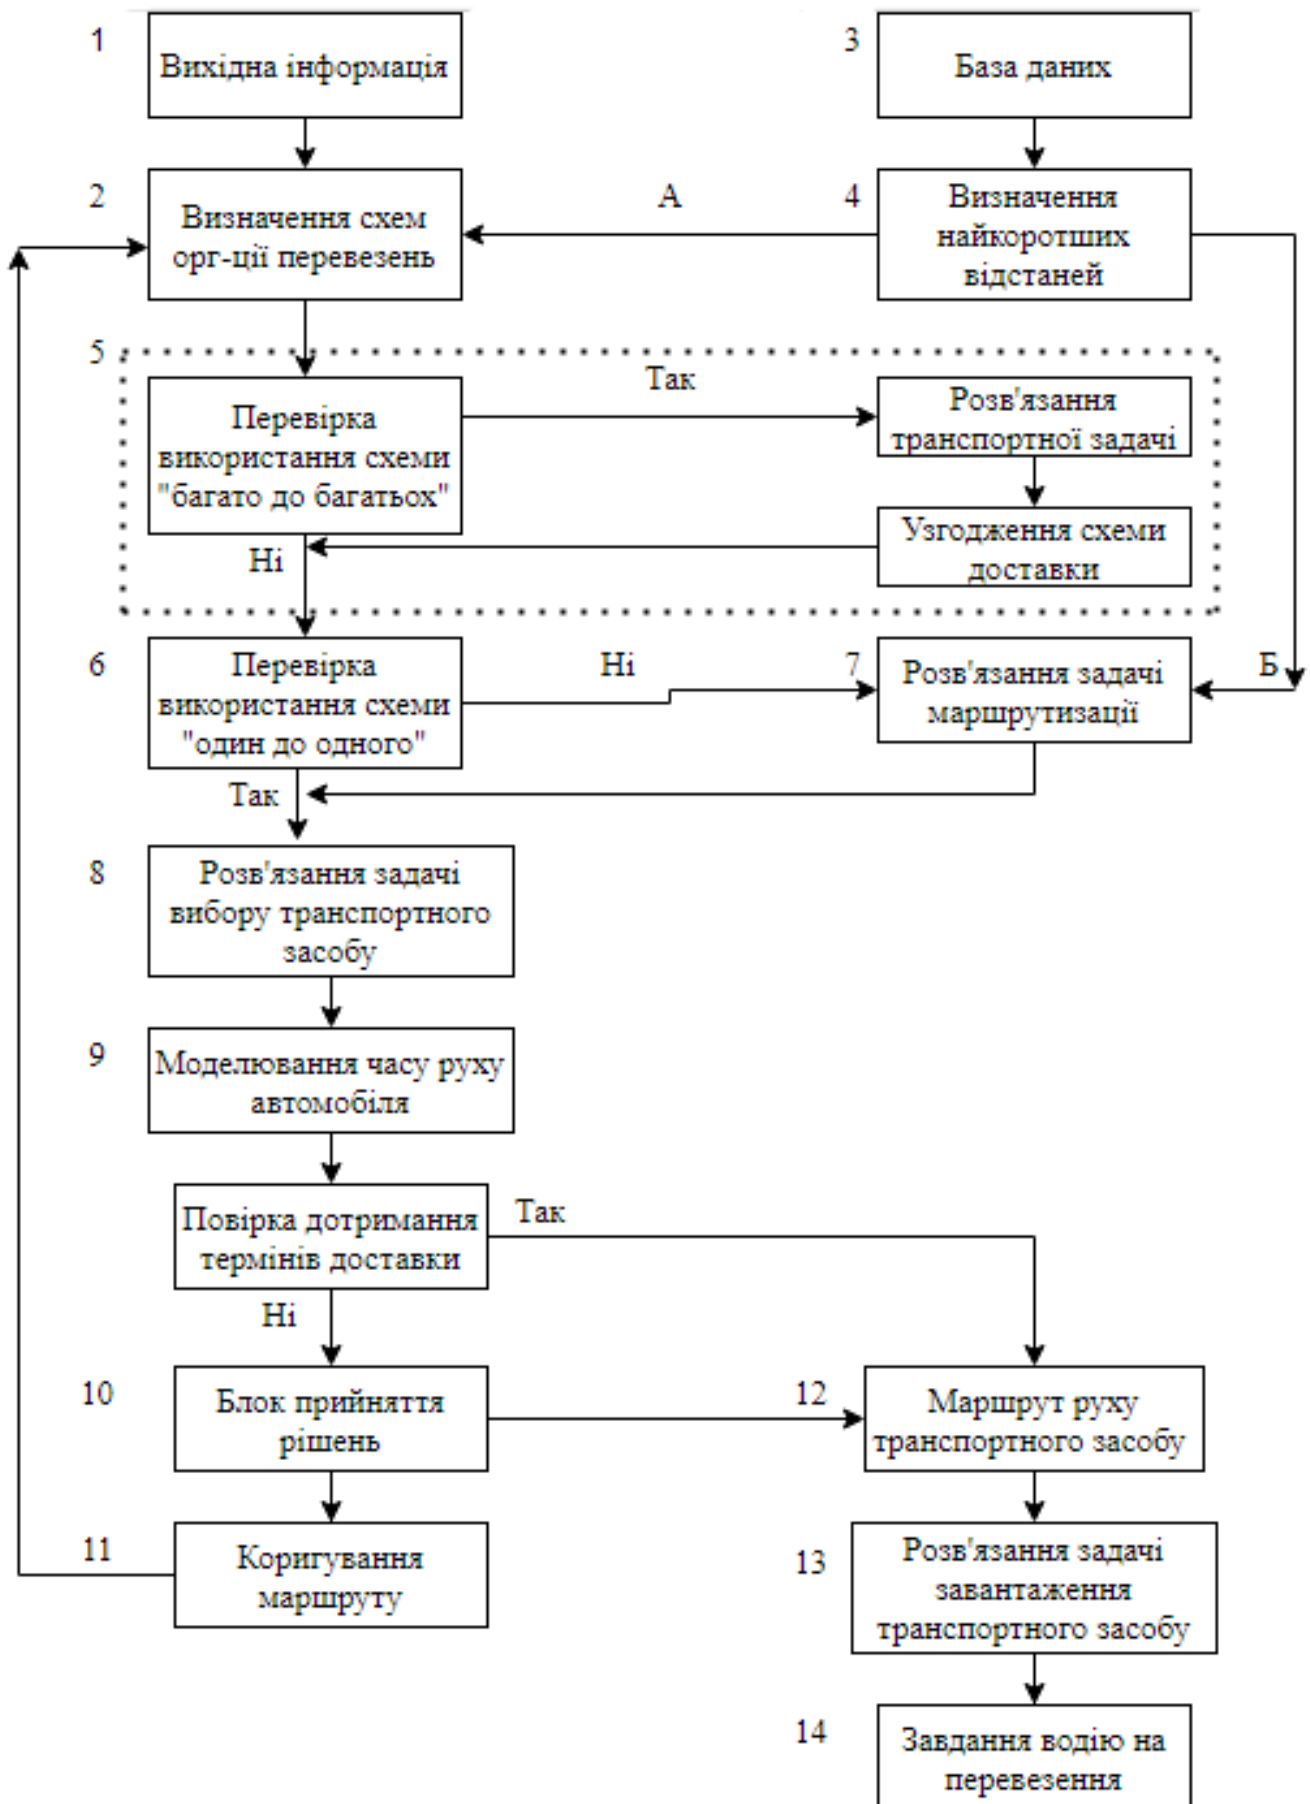 1
Вихідна інформація
3
База даних
2
Визначення схем
орг-ції перевезень
А
4
Визначення
найкоротших
відстаней
5
Перевірка
використання схеми
"багато до багатьох"
Так
Розв'язання
транспортної задачі
Узгодження схеми
доставки
Ні
6
Перевірка
використання схеми
"один до одного"
Ні
7
Розв'язання задачі
маршрутизації
Б
Так
8
Розв'язання задачі
вибору транспортного
засобу
9
Моделювання часу руху
автомобіля
Повірка дотримання
термінів доставки
Так
Ні
10
Блок прийняття
рішень
12
Маршрут руху
транспортного засобу
11
Коригування
маршруту
13
Розв'язання задачі
завантаження
транспортного засобу
14
Завдання водію на
перевезення